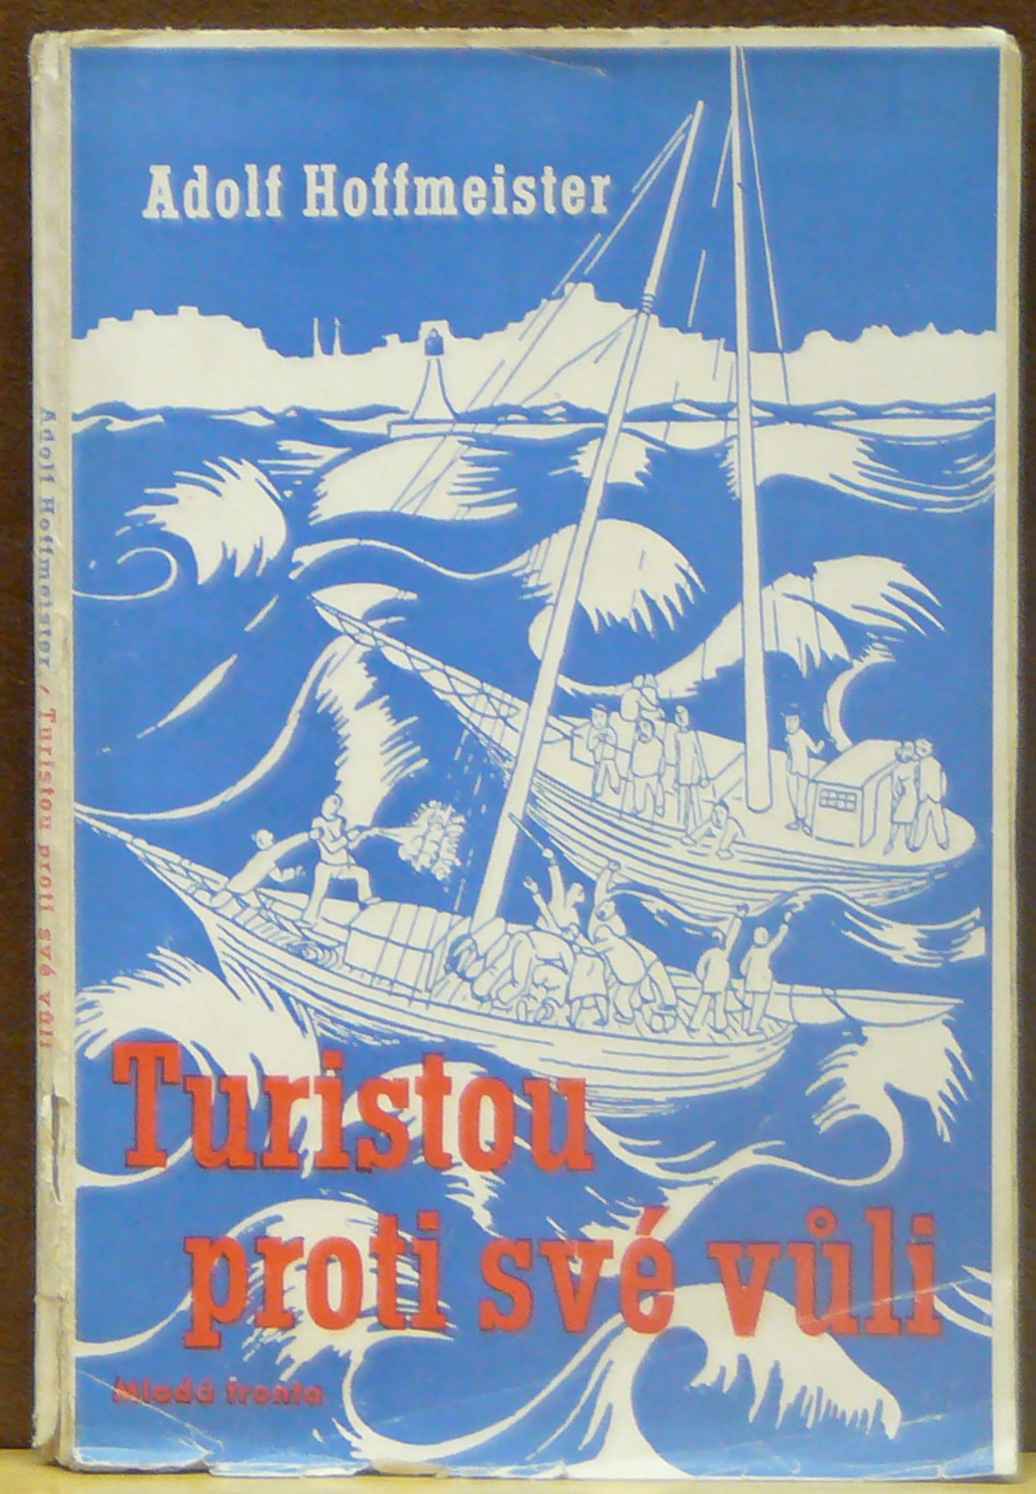 Adolf Hoffmeister
Turistou
proti své vůli
Mladá fronta
Adolf Hoffmeister / Turistou proti své vůli